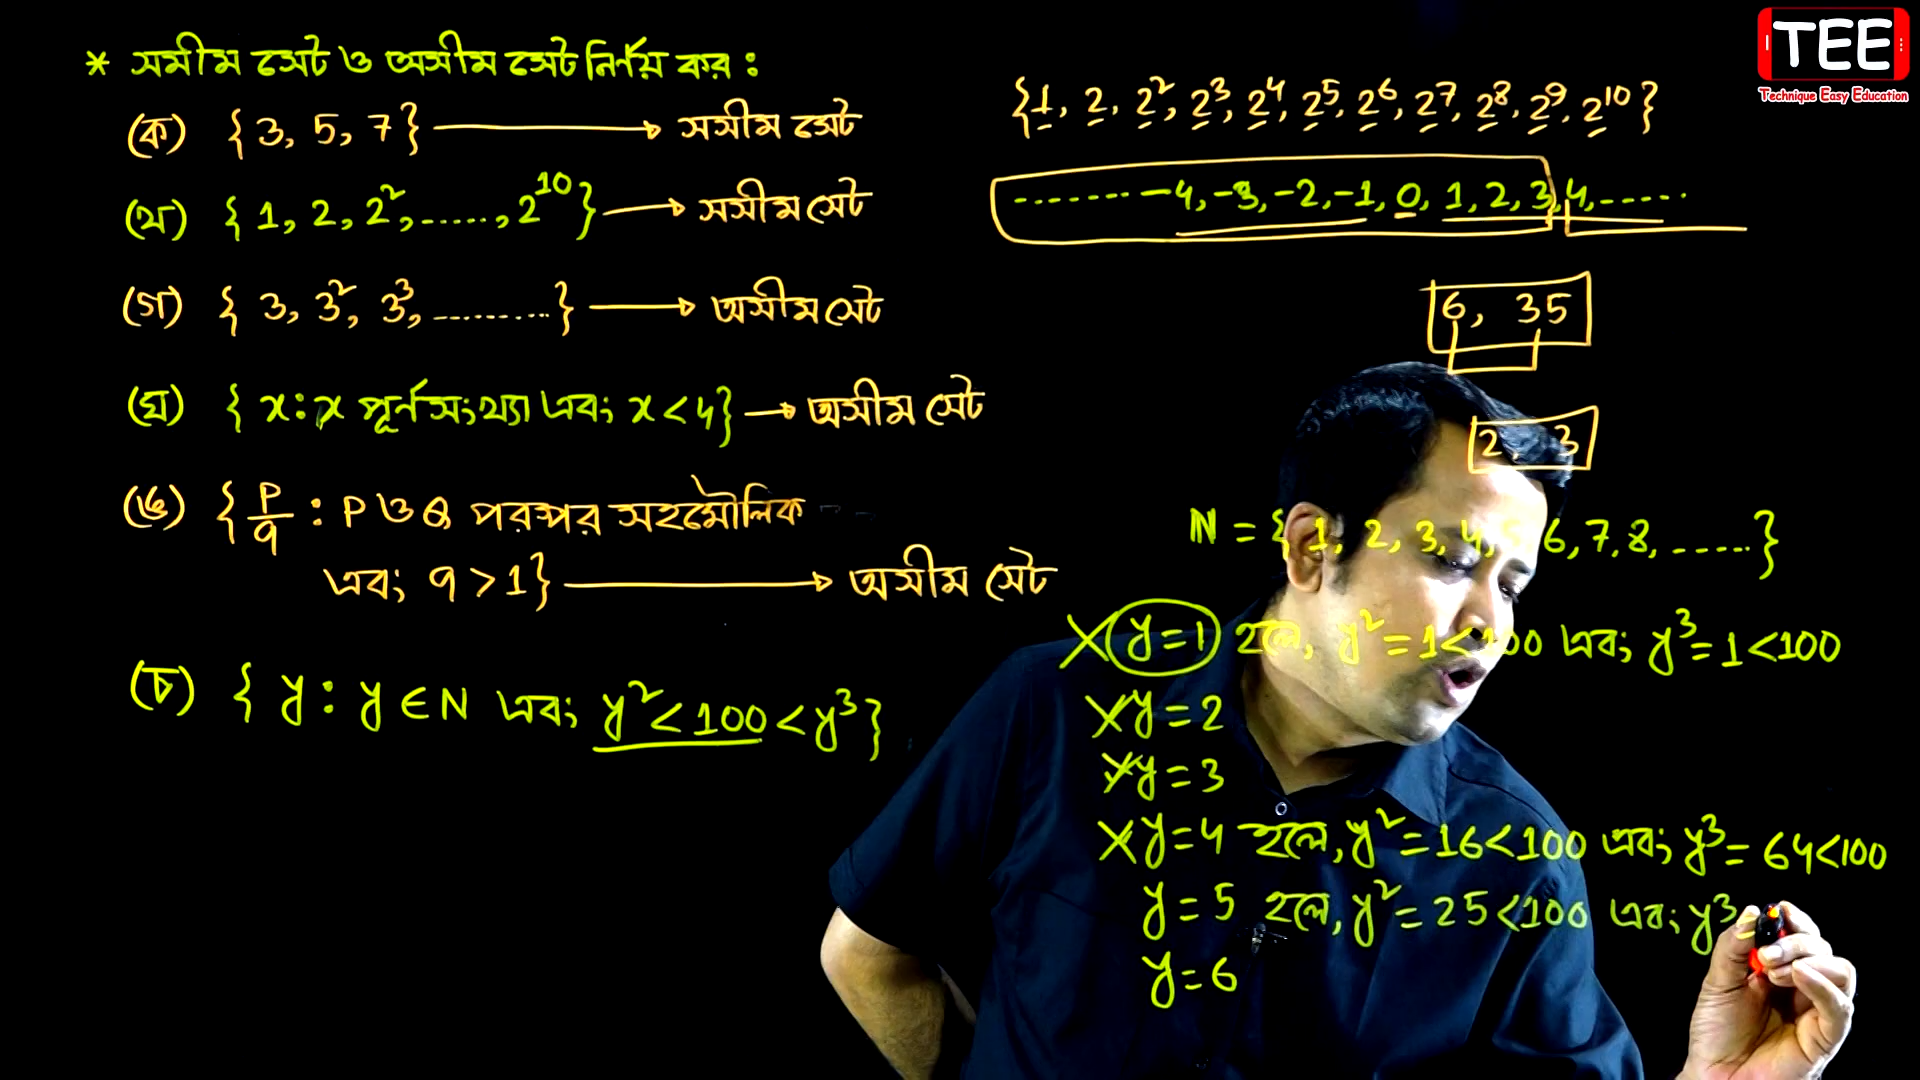 * সসীম সেট ও অসীম সেট নির্ণয় কর :
(ক) {3, 5, 7} → সসীম সেট
(খ) {1, 2, 2², ......, 2¹⁰} → সসীম সেট
(গ) {3, 3², 3³, ..........} → অসীম সেট
(ঘ) {x : x পূর্নসংখ্যা এবং x < 4} → অসীম সেট
(ঙ) {p/q : P ও Q পরস্পর সহমৌলিক
এবং q > 1} → অসীম সেট
(চ) {y : y ∈ N এবং y² < 100 < y³}
TEE
Technique Easy Education
{1, 2, 2², 2³, 2⁴, 2⁵, 2⁶, 2⁷, 2⁸, 2⁹, 2¹⁰}
........ -4, -3, -2, -1, 0, 1, 2, 3, 4, ......
6, 35
2, 3
N = {1, 2, 3, 4, 5, 6, 7, 8, ......}
X y = 1 হলে, y² = 1 < 100 এবং y³ = 1 < 100
X y = 2
X y = 3
X y = 4 হলে, y² = 16 < 100 এবং y³ = 64 < 100
y = 5 হলে, y² = 25 < 100 এবং y³ =
y = 6